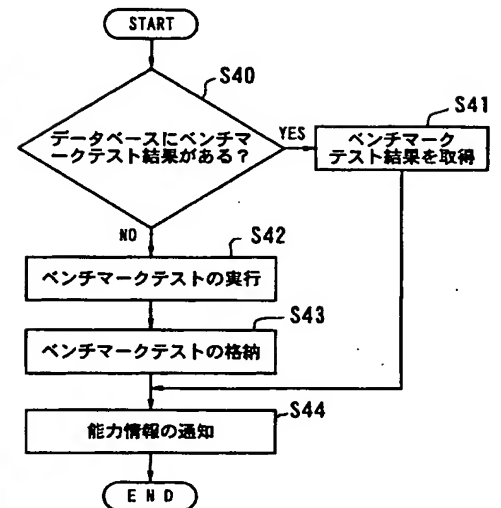 START
S40
データベースにベンチマ
ークテスト結果がある？
YES
S41
ベンチマーク
テスト結果を取得
NO
S42
ベンチマークテストの実行
S43
ベンチマークテストの格納
S44
能力情報の通知
END